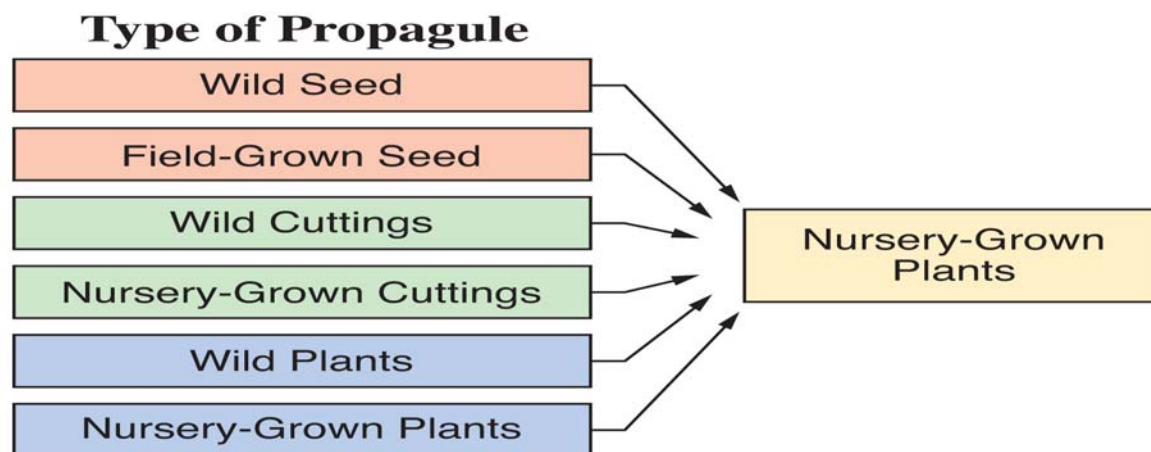 Type of Propagule
Wild Seed
Field-Grown Seed
Wild Cuttings
Nursery-Grown Cuttings
Wild Plants
Nursery-Grown Plants
Nursery-Grown
Plants